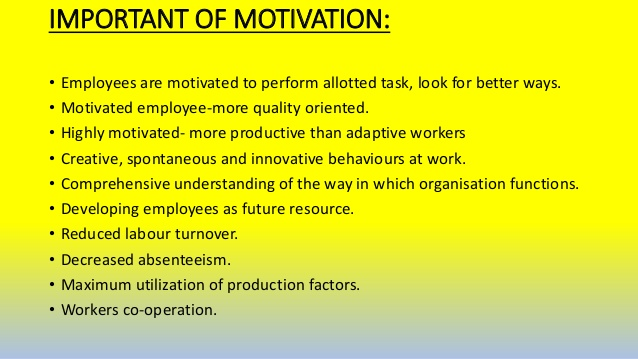 IMPORTANT OF MOTIVATION:
• Employees are motivated to perform allotted task, look for better ways.
• Motivated employee-more quality oriented.
• Highly motivated- more productive than adaptive workers
• Creative, spontaneous and innovative behaviours at work.
• Comprehensive understanding of the way in which organisation functions.
• Developing employees as future resource.
• Reduced labour turnover.
• Decreased absenteeism.
• Maximum utilization of production factors.
• Workers co-operation.